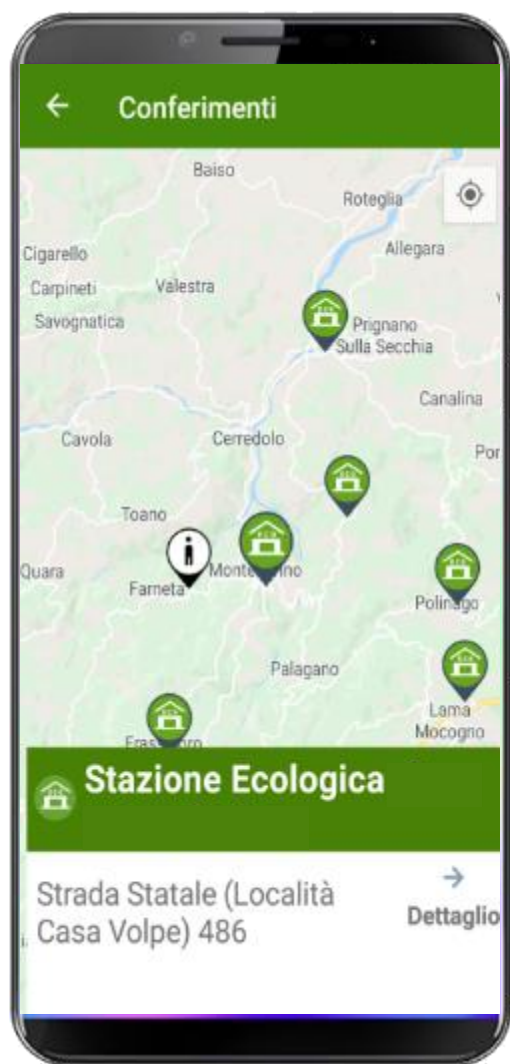 Conferimenti
Baiso
Roteglia
Cigarello
Allegara
Carpineti
Valestra
Savognatica
Prignano
Sulla Secchia
Canalina
Cavola
Cerredolo
Toano
Quara
Farneta
Polinago
Palagano
Lama
Mocogno
Stazione Ecologica
Strada Statale (Località
Casa Volpe) 486
Dettaglio